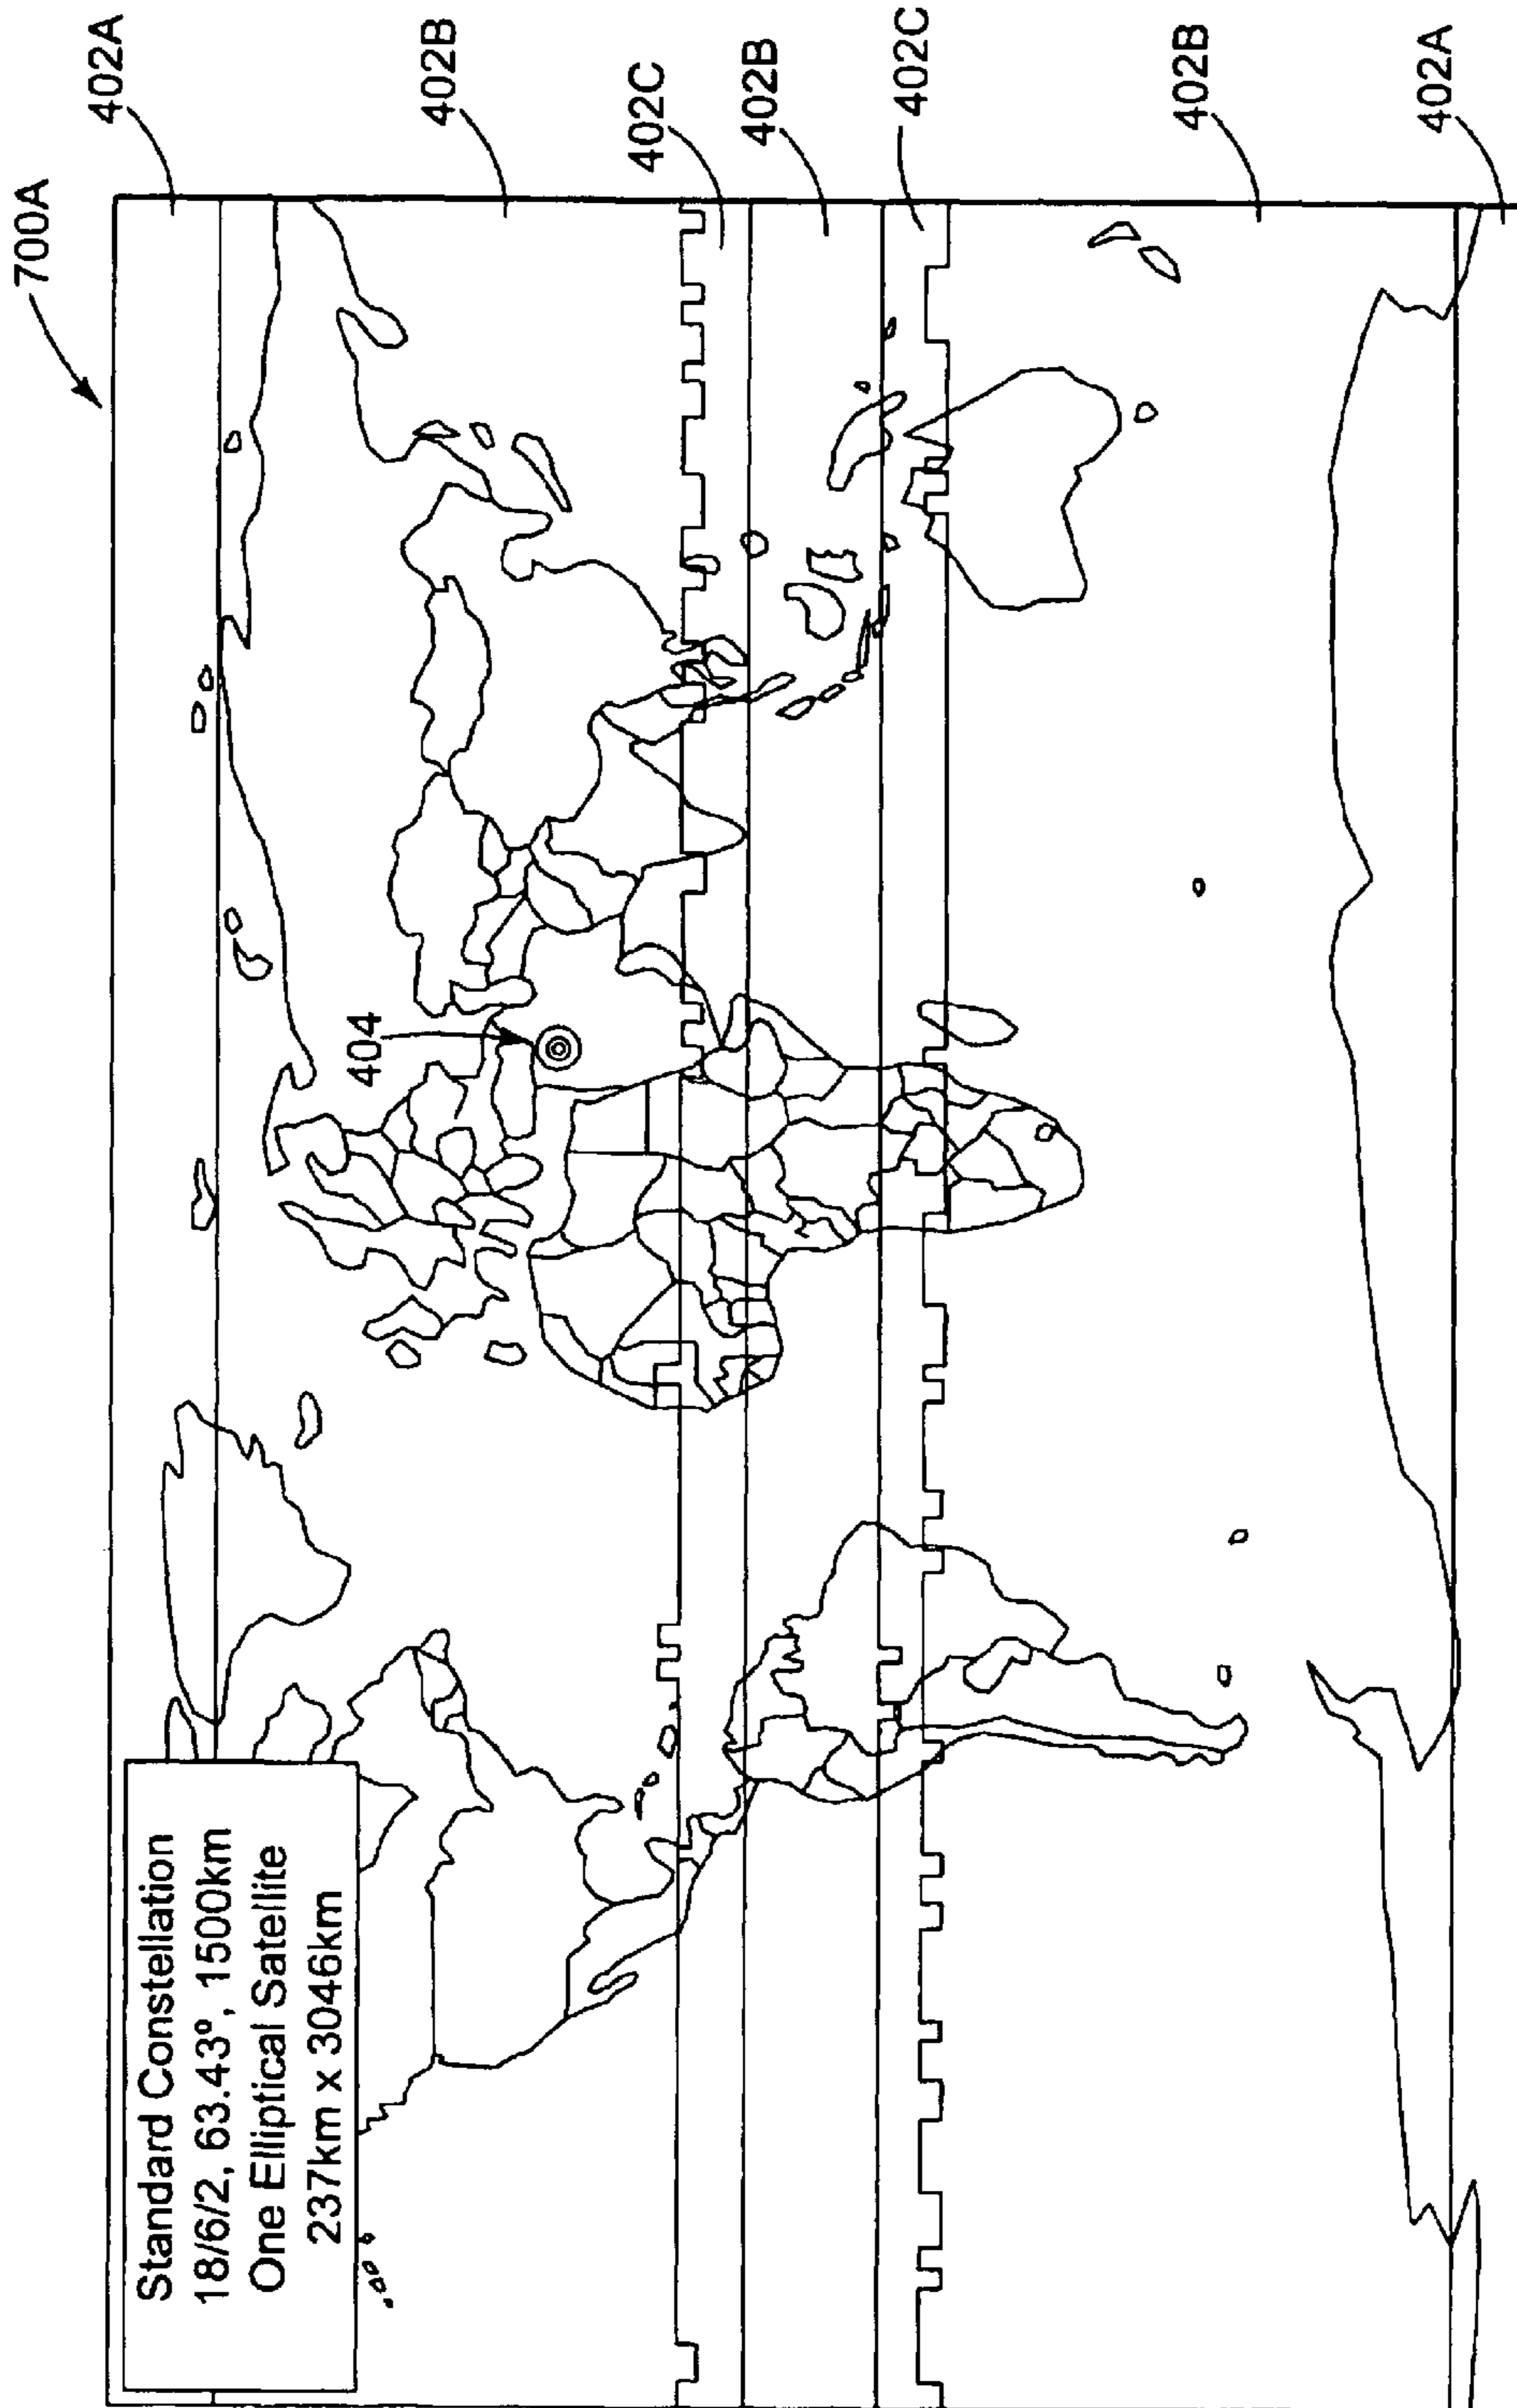 700A
402A
402B
402C
402B
402C
402B
402A
404
Standard Constellation
18/6/2, 63.43º, 1500km
One Elliptical Satellite
237km x 3046km